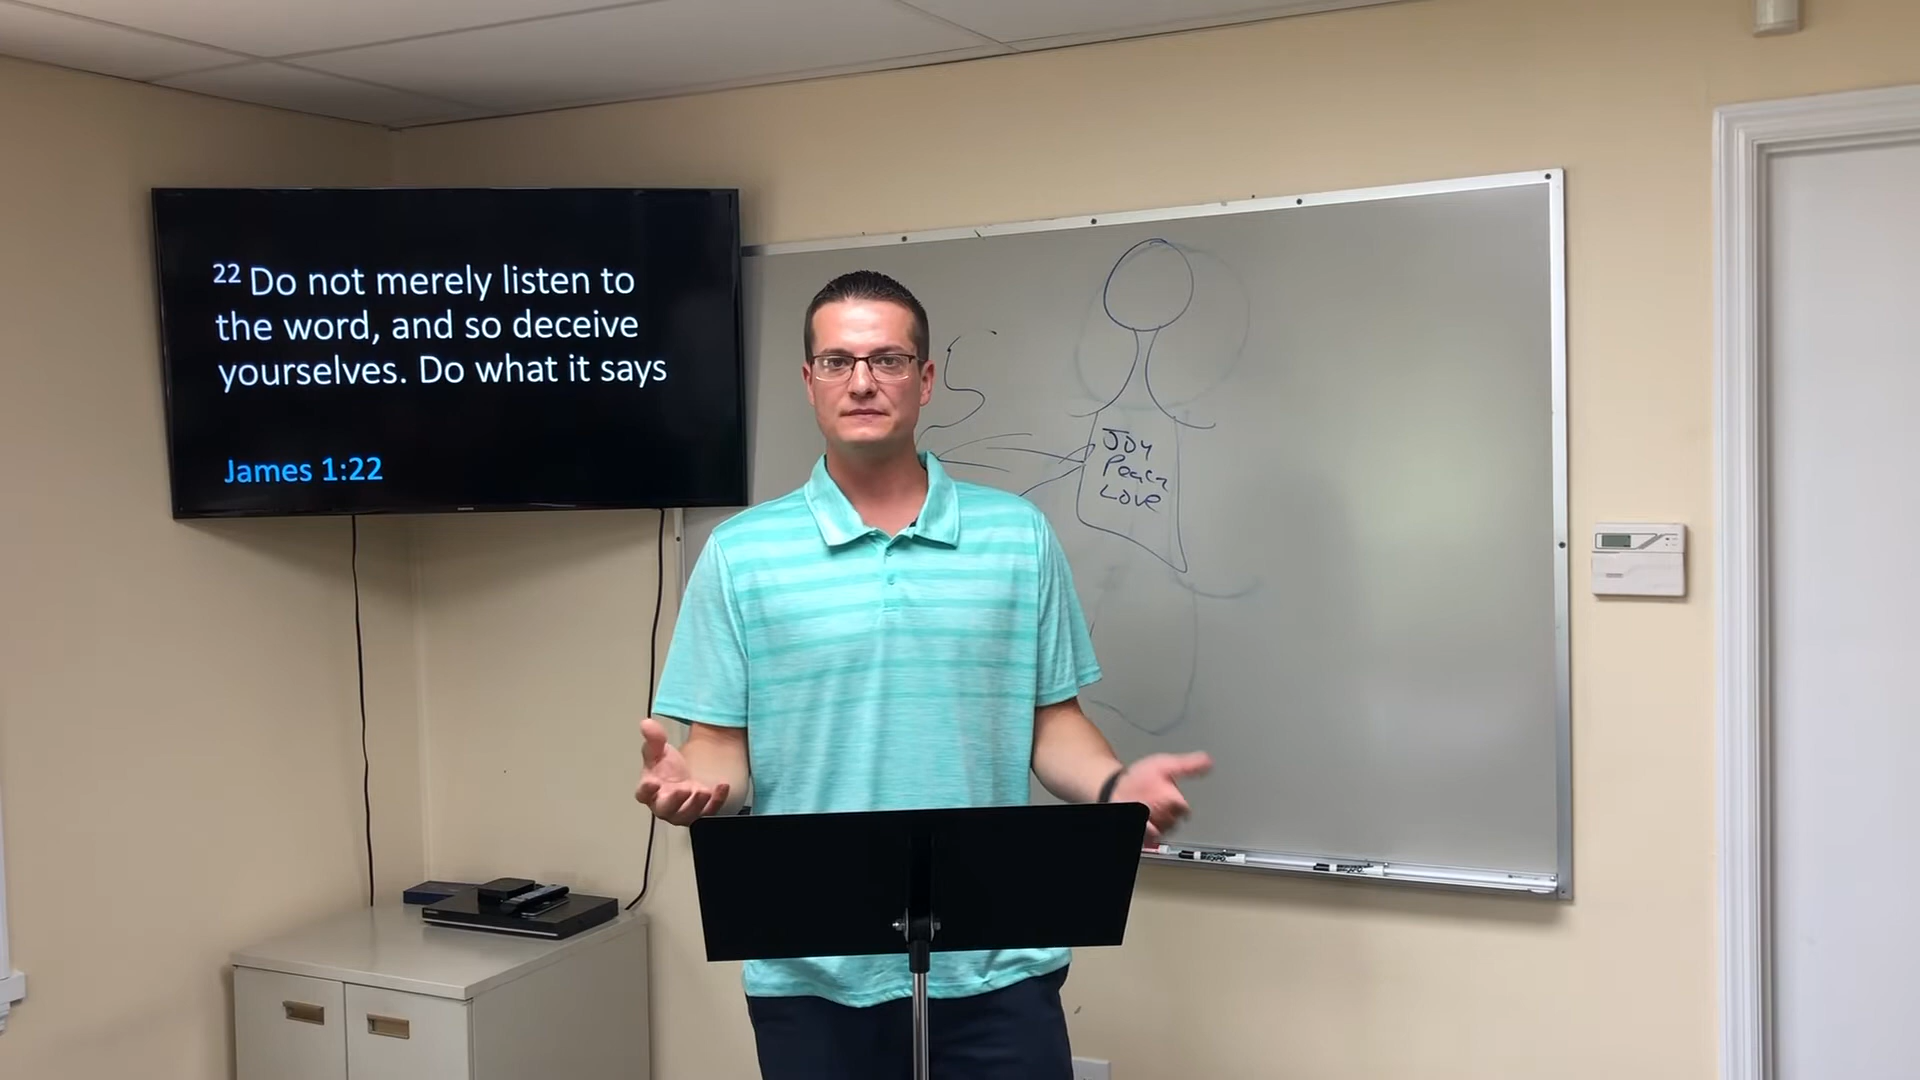 22 Do not merely listen to
the word, and so deceive
yourselves. Do what it says
James 1:22
JOY
Peace
LOVE
EXPO